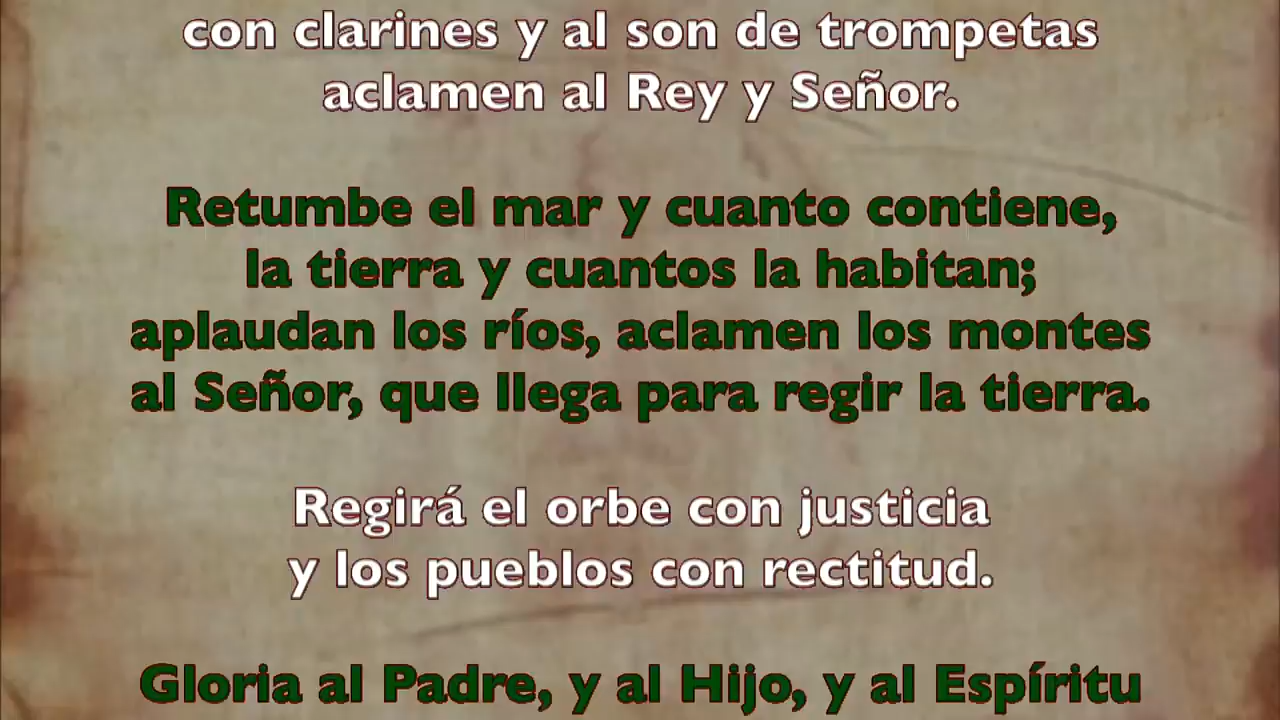 con clarines y al son de trompetas
aclamen al Rey y Señor.
Retumbe el mar y cuanto contiene,
la tierra y cuantos la habitan;
aplaudan los ríos, aclamen los montes
al Señor, que llega para regir la tierra.
Regirá el orbe con justicia
y los pueblos con rectitud.
Gloria al Padre, y al Hijo, y al Espíritu